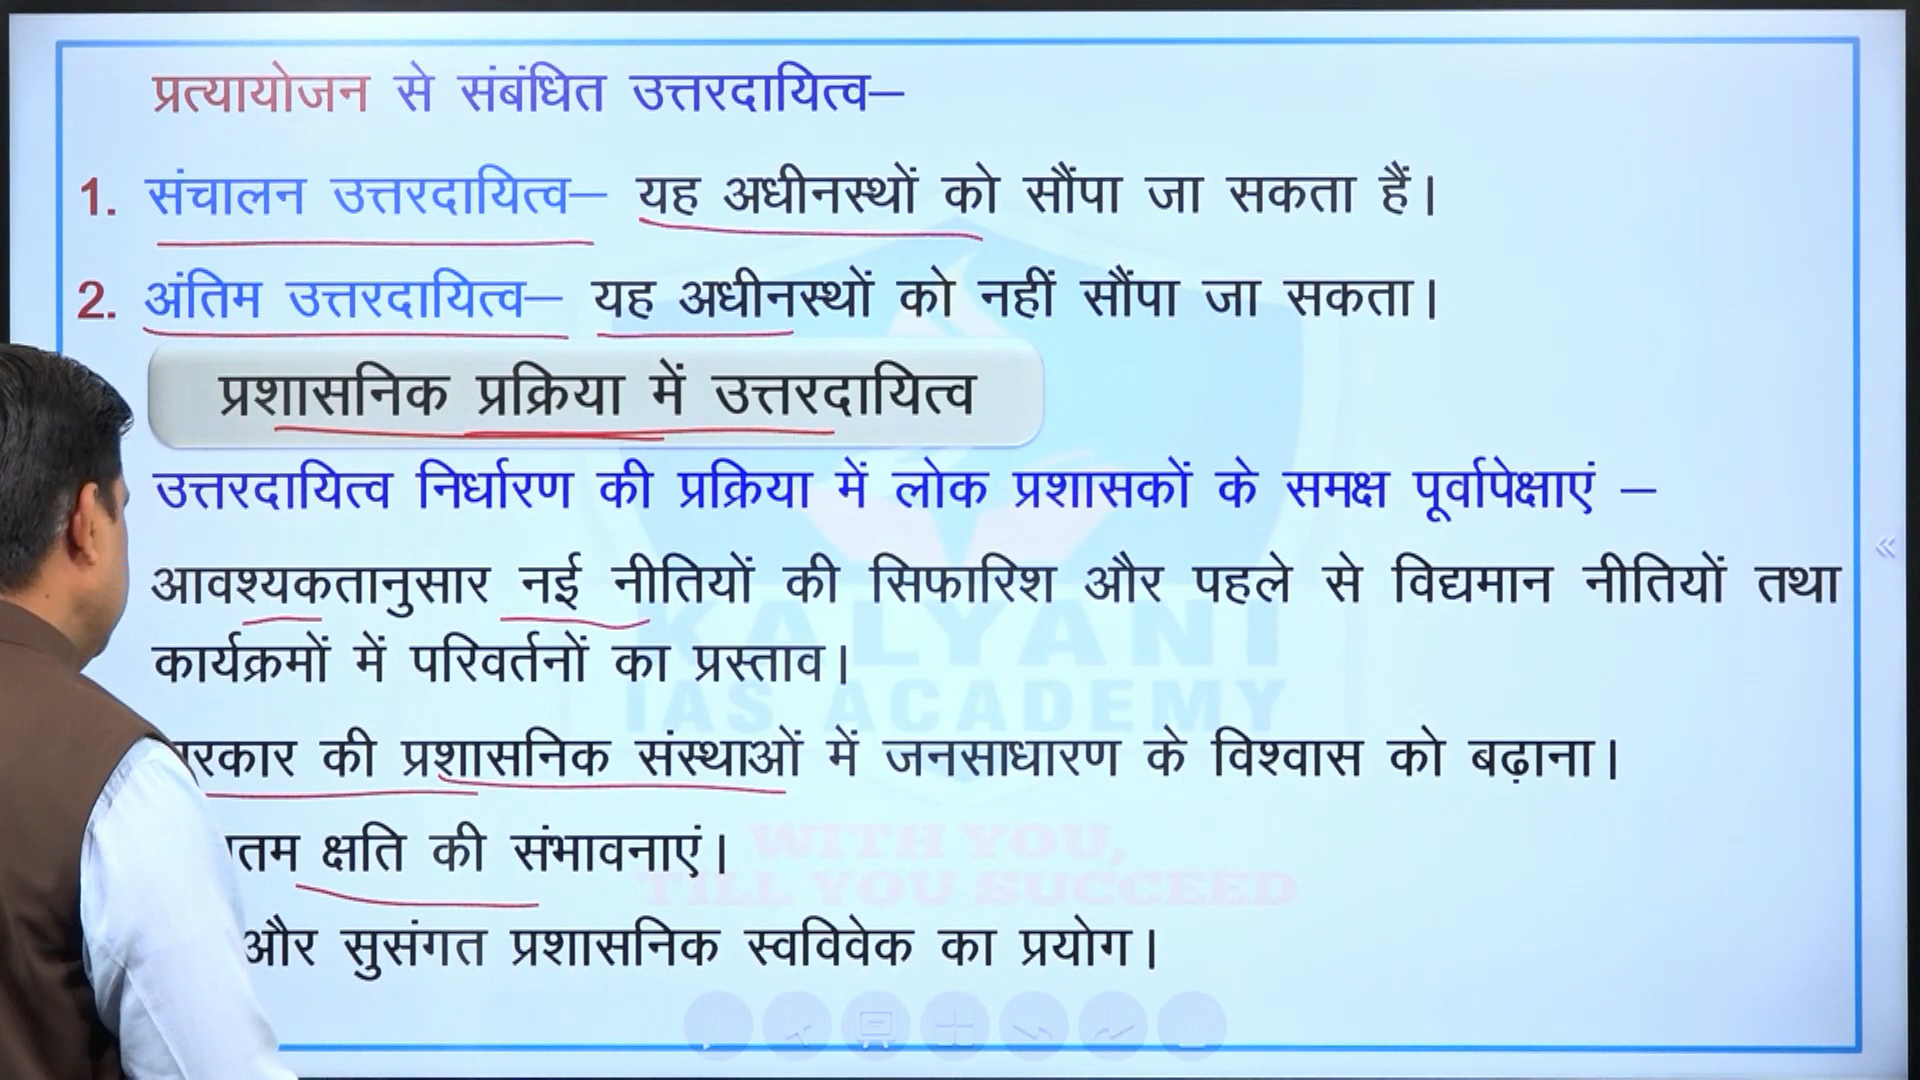 प्रत्यायोजन से संबंधित उत्तरदायित्व–
1. संचालन उत्तरदायित्व– यह अधीनस्थों को सौंपा जा सकता हैं।
2. अंतिम उत्तरदायित्व– यह अधीनस्थों को नहीं सौंपा जा सकता।
प्रशासनिक प्रक्रिया में उत्तरदायित्व
उत्तरदायित्व निर्धारण की प्रक्रिया में लोक प्रशासकों के समक्ष पूर्वापेक्षाएं –
आवश्यकतानुसार नई नीतियों की सिफारिश और पहले से विद्यमान नीतियों तथा
कार्यक्रमों में परिवर्तनों का प्रस्ताव।
की प्रशासनिक संस्थाओं में जनसाधारण के विश्वास को बढ़ाना।
क्षति की संभावनाएं।
और सुसंगत प्रशासनिक स्वविवेक का प्रयोग।
KALYANI
IAS ACADEMY
WITH YOU,
TILL YOU SUCCEED